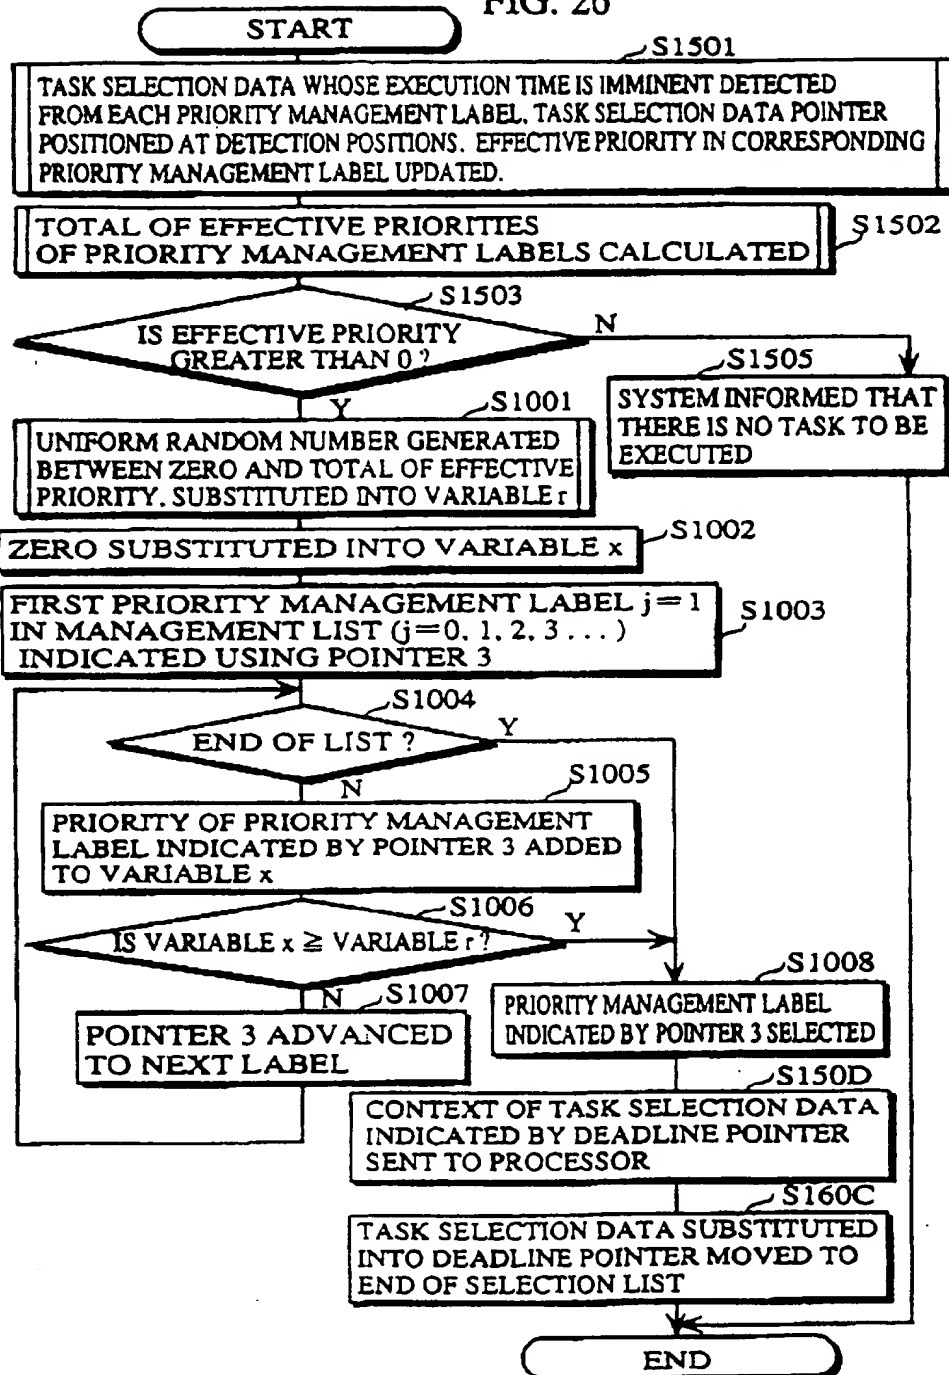 FIG. 26
START
S1501
TASK SELECTION DATA WHOSE EXECUTION TIME IS IMMINENT DETECTED
FROM EACH PRIORITY MANAGEMENT LABEL. TASK SELECTION DATA POINTER
POSITIONED AT DETECTION POSITIONS. EFFECTIVE PRIORITY IN CORRESPONDING
PRIORITY MANAGEMENT LABEL UPDATED.
TOTAL OF EFFECTIVE PRIORITIES
OF PRIORITY MANAGEMENT LABELS CALCULATED
S1502
S1503
IS EFFECTIVE PRIORITY
GREATER THAN 0 ?
N
Y
S1505
SYSTEM INFORMED THAT
THERE IS NO TASK TO BE
EXECUTED
S1001
UNIFORM RANDOM NUMBER GENERATED
BETWEEN ZERO AND TOTAL OF EFFECTIVE
PRIORITY. SUBSTITUTED INTO VARIABLE r
S1002
ZERO SUBSTITUTED INTO VARIABLE x
FIRST PRIORITY MANAGEMENT LABEL j=1
IN MANAGEMENT LIST (j=0, 1, 2, 3 . . . )
INDICATED USING POINTER 3
S1003
S1004
END OF LIST ?
Y
N
S1005
PRIORITY OF PRIORITY MANAGEMENT
LABEL INDICATED BY POINTER 3 ADDED
TO VARIABLE x
S1006
IS VARIABLE x ≧ VARIABLE r ?
Y
N
S1007
POINTER 3 ADVANCED
TO NEXT LABEL
S1008
PRIORITY MANAGEMENT LABEL
INDICATED BY POINTER 3 SELECTED
S150D
CONTEXT OF TASK SELECTION DATA
INDICATED BY DEADLINE POINTER
SENT TO PROCESSOR
S160C
TASK SELECTION DATA SUBSTITUTED
INTO DEADLINE POINTER MOVED TO
END OF SELECTION LIST
END